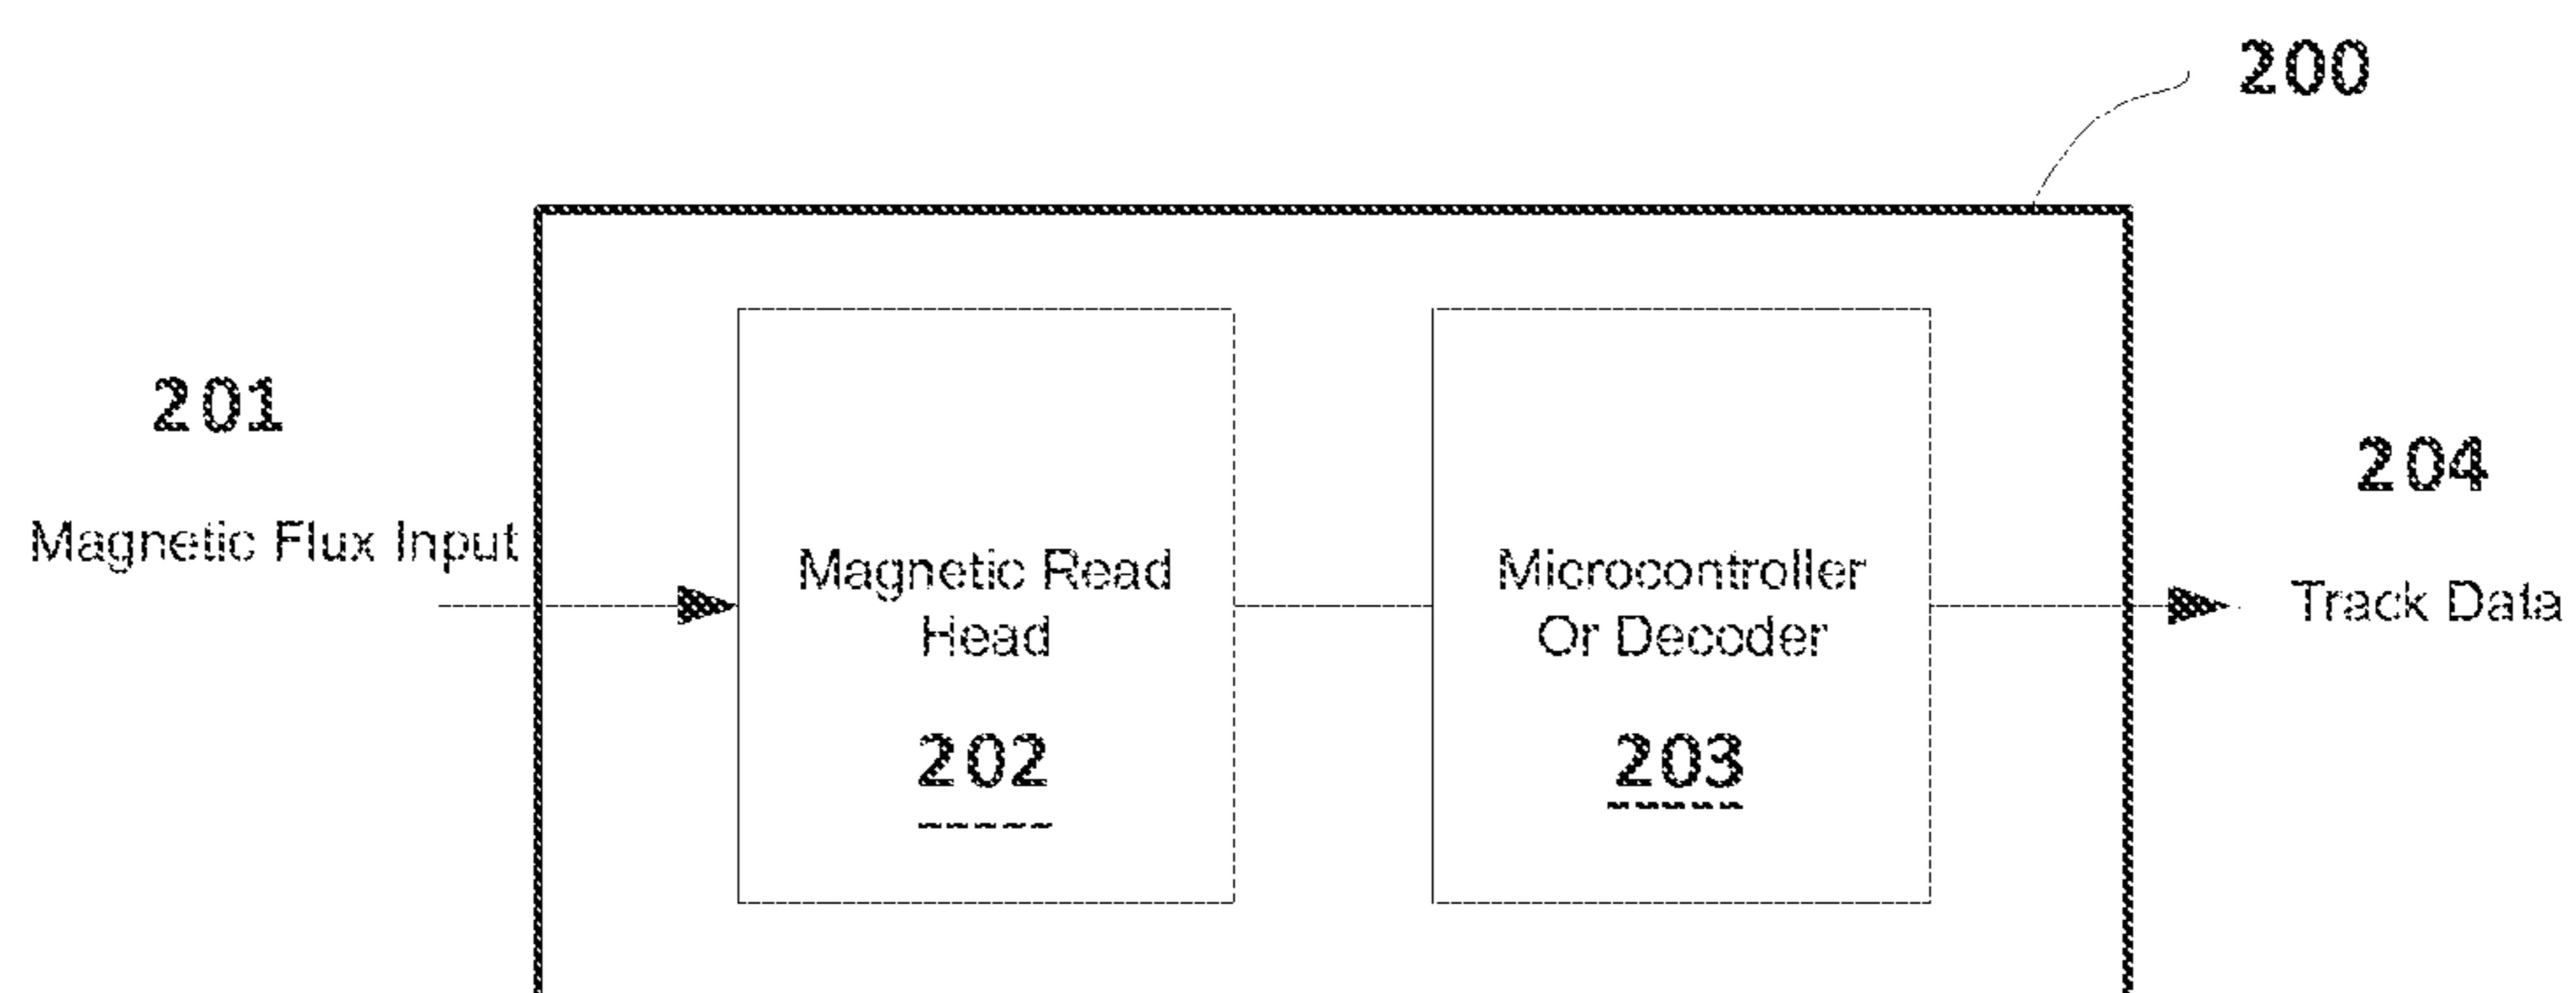 200
201
Magnetic Flux Input
204
Track Data
Magnetic Read
Head
202
Microcontroller
Or Decoder
203